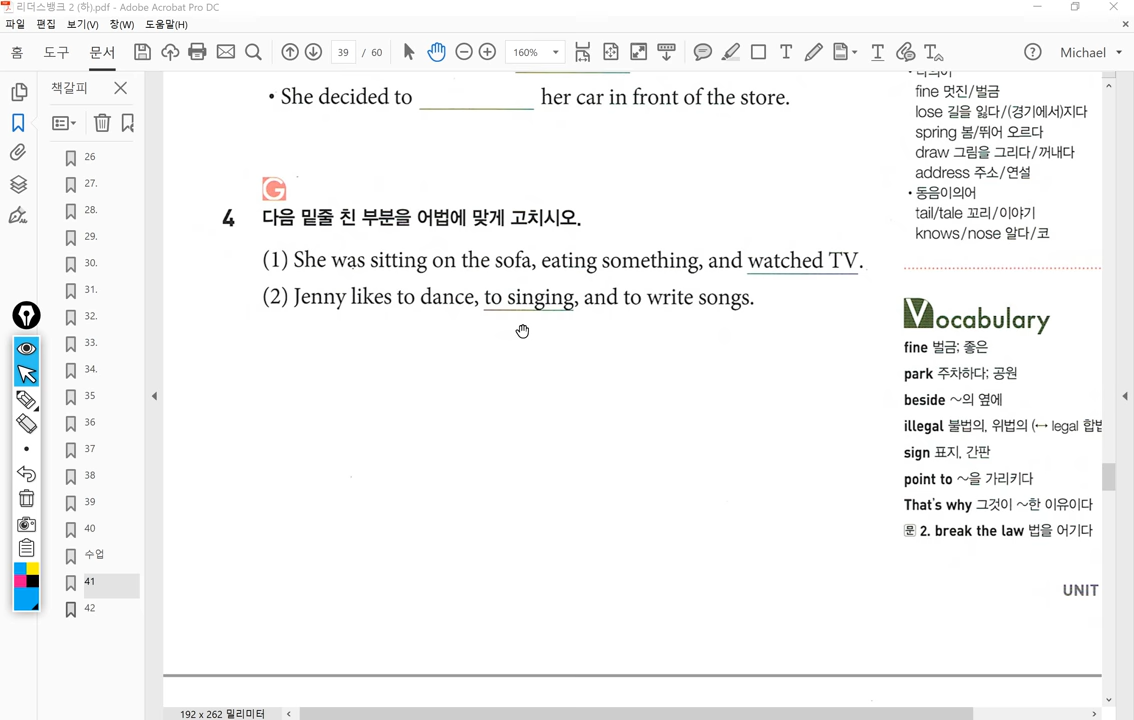 리더스뱅크 2 (하).pdf - Adobe Acrobat Pro DC
파일 편집 보기(V) 창(W) 도움말(H)
홈 도구 문서 39 / 60 160% Michael
책갈피
26
27.
28.
29.
30.
31.
32.
33.
34.
35
36
37
38
39
40
수업
41
42
• She decided to ____________ her car in front of the store.
G
4 다음 밑줄 친 부분을 어법에 맞게 고치시오.
(1) She was sitting on the sofa, eating something, and watched TV.
(2) Jenny likes to dance, to singing, and to write songs.
fine 멋진/벌금
lose 길을 잃다/(경기에서)지다
spring 봄/뛰어 오르다
draw 그림을 그리다/꺼내다
address 주소/연설
• 동음이의어
tail/tale 꼬리/이야기
knows/nose 알다/코
Vocabulary
fine 벌금; 좋은
park 주차하다; 공원
beside ~의 옆에
illegal 불법의, 위법의 (↔ legal 합법
sign 표지, 간판
point to ~을 가리키다
That's why 그것이 ~한 이유이다
문 2. break the law 법을 어기다
UNIT
192 x 262 밀리미터